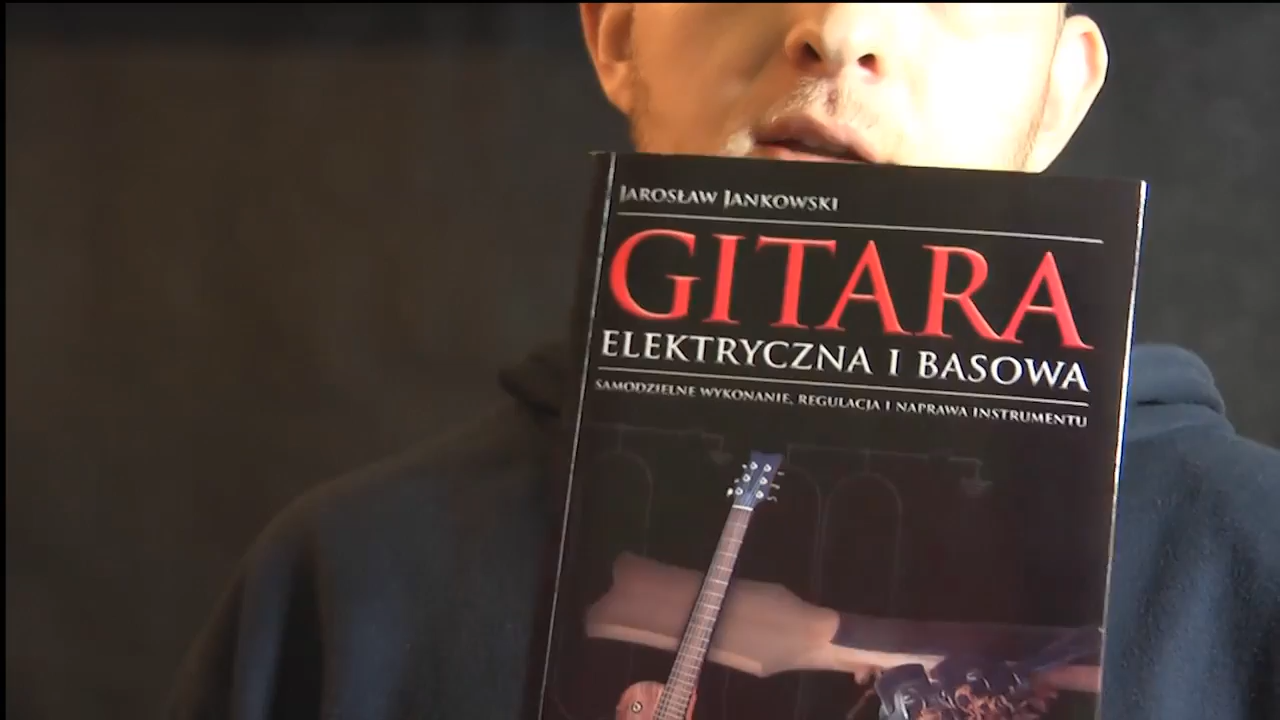 Jarosław Jankowski
GITARA
ELEKTRYCZNA I BASOWA
SAMODZIELNE WYKONANIE, REGULACJA I NAPRAWA INSTRUMENTU